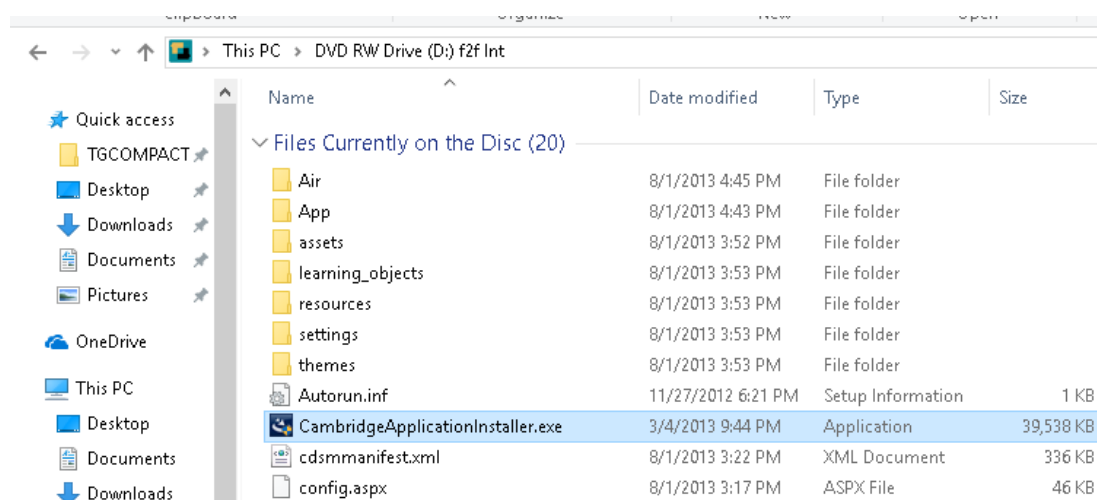 Clipboard Organize New Open
This PC > DVD RW Drive (D:) f2f Int
Name Date modified Type Size
Quick access
Files Currently on the Disc (20)
TGCOMPACT
Air 8/1/2013 4:45 PM File folder
Desktop
App 8/1/2013 4:43 PM File folder
Downloads
assets 8/1/2013 3:52 PM File folder
Documents
learning_objects 8/1/2013 3:53 PM File folder
Pictures
resources 8/1/2013 3:53 PM File folder
settings 8/1/2013 3:53 PM File folder
OneDrive
themes 8/1/2013 3:53 PM File folder
This PC
Autorun.inf 11/27/2012 6:21 PM Setup Information 1 KB
Desktop
CambridgeApplicationInstaller.exe 3/4/2013 9:44 PM Application 39,538 KB
Documents
cdsmmanifest.xml 8/1/2013 3:22 PM XML Document 336 KB
Downloads
config.aspx 8/1/2013 3:17 PM ASPX File 46 KB